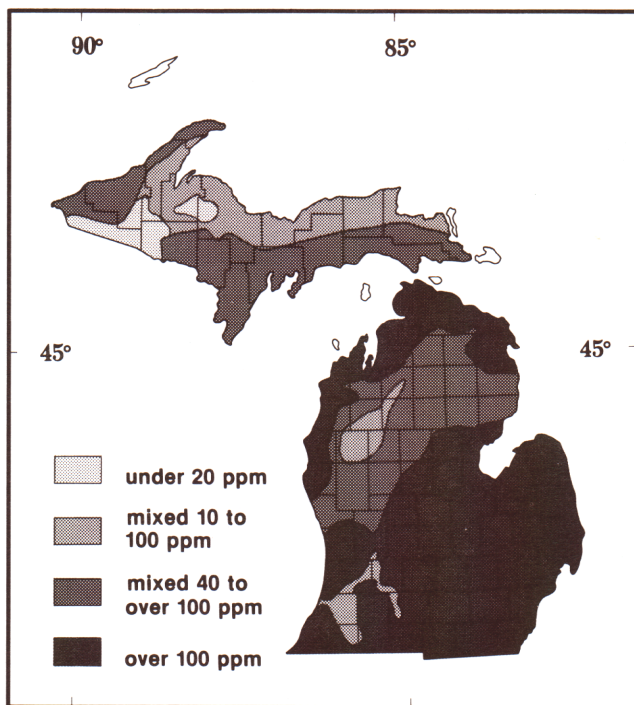 90°
85°
45°
45°
under 20 ppm
mixed 10 to
100 ppm
mixed 40 to
over 100 ppm
over 100 ppm